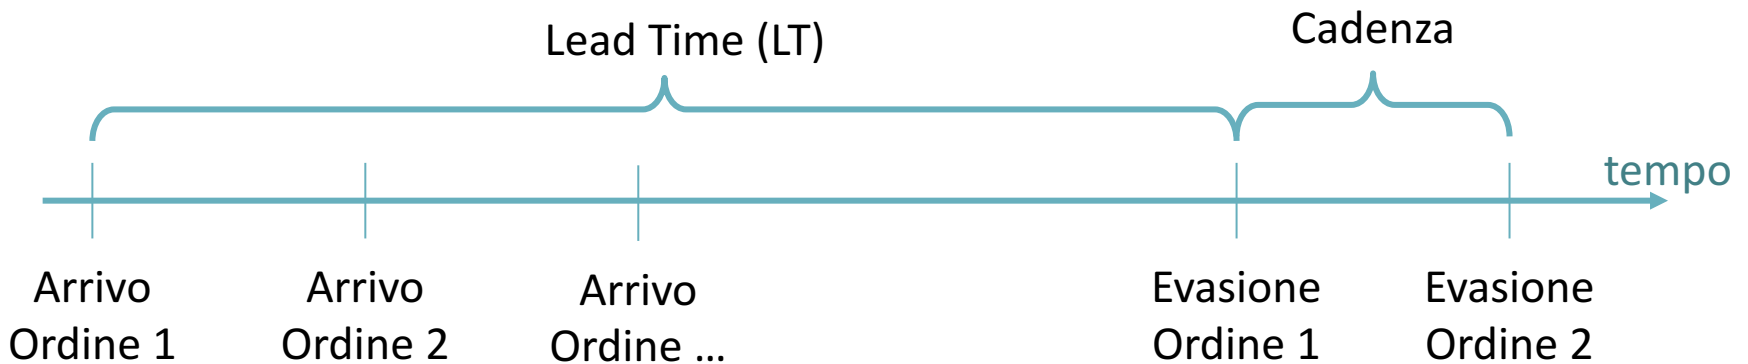 Lead Time (LT)
Cadenza
tempo
Arrivo
Ordine 1
Arrivo
Ordine 2
Arrivo
Ordine ...
Evasione
Ordine 1
Evasione
Ordine 2